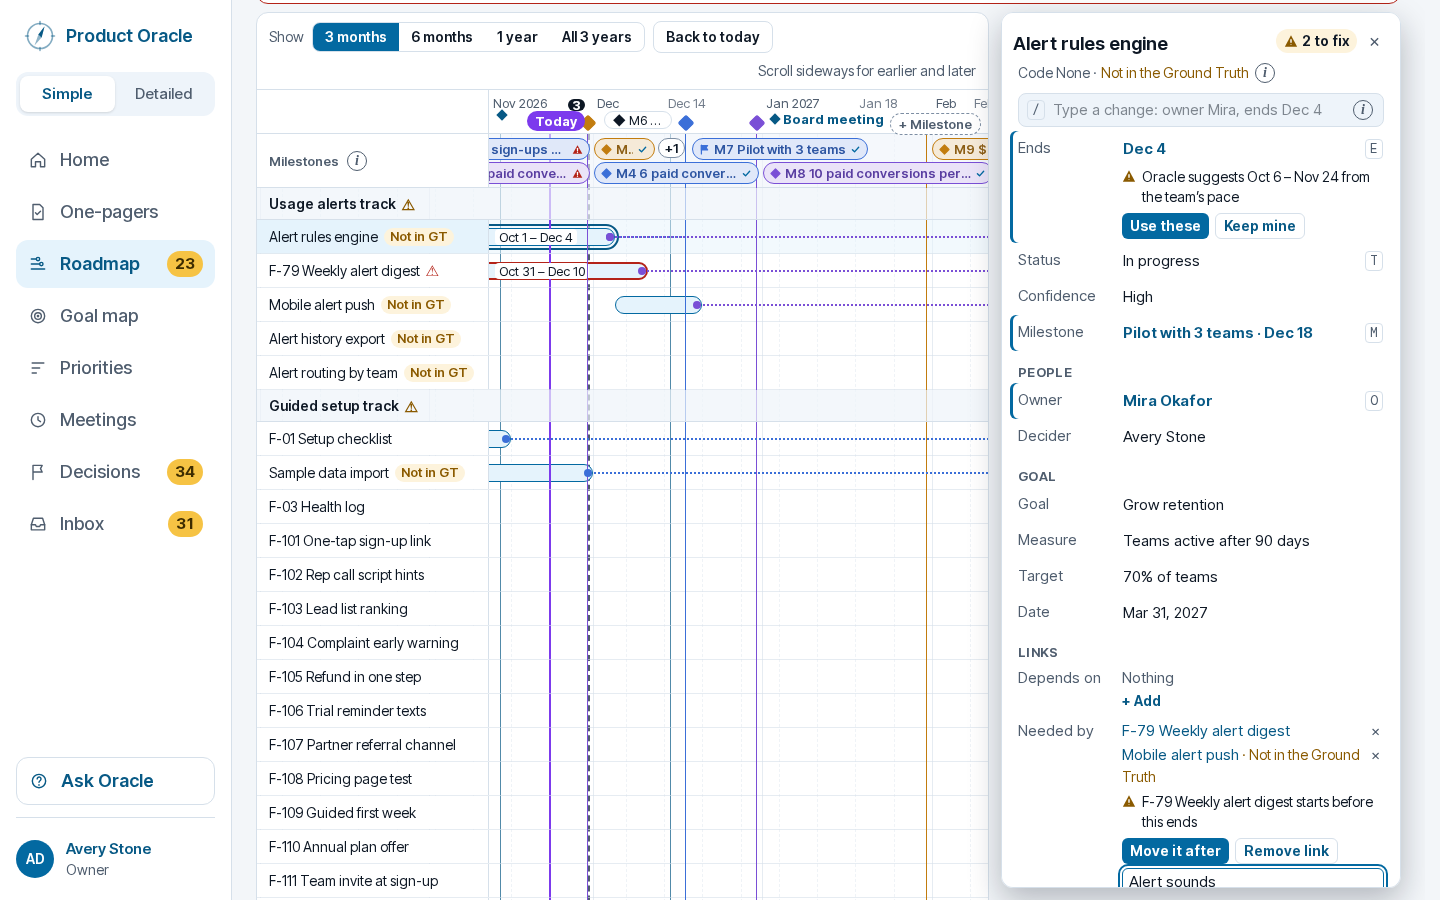 Product Oracle
Simple
Detailed
Home
One-pagers
Roadmap
23
Goal map
Priorities
Meetings
Decisions
34
Inbox
31
Ask Oracle
AD
Avery Stone
Owner
Show
3 months
6 months
1 year
All 3 years
Back to today
Scroll sideways for earlier and later
Nov 2026
3
Dec
Dec 14
Jan 2027
Jan 18
Feb
Fe
Today
M6 …
Board meeting
+ Milestone
Milestones
i
sign-ups …
M..
+1
M7 Pilot with 3 teams
M9 $
paid conve…
M4 6 paid conver…
M8 10 paid conversions per…
Usage alerts track
Alert rules engine
Not in GT
Oct 1 – Dec 4
F-79 Weekly alert digest
Oct 31 – Dec 10
Mobile alert push
Not in GT
Alert history export
Not in GT
Alert routing by team
Not in GT
Guided setup track
F-01 Setup checklist
Sample data import
Not in GT
F-03 Health log
F-101 One-tap sign-up link
F-102 Rep call script hints
F-103 Lead list ranking
F-104 Complaint early warning
F-105 Refund in one step
F-106 Trial reminder texts
F-107 Partner referral channel
F-108 Pricing page test
F-109 Guided first week
F-110 Annual plan offer
F-111 Team invite at sign-up
Alert rules engine
2 to fix
×
Code None · Not in the Ground Truth
i
/
Type a change: owner Mira, ends Dec 4
i
Ends
Dec 4
E
Oracle suggests Oct 6 – Nov 24 from
the team's pace
Use these
Keep mine
Status
In progress
T
Confidence
High
Milestone
Pilot with 3 teams · Dec 18
M
PEOPLE
Owner
Mira Okafor
O
Decider
Avery Stone
GOAL
Goal
Grow retention
Measure
Teams active after 90 days
Target
70% of teams
Date
Mar 31, 2027
LINKS
Depends on
Nothing
+ Add
Needed by
F-79 Weekly alert digest
×
Mobile alert push · Not in the Ground
Truth
×
F-79 Weekly alert digest starts before
this ends
Move it after
Remove link
Alert sounds